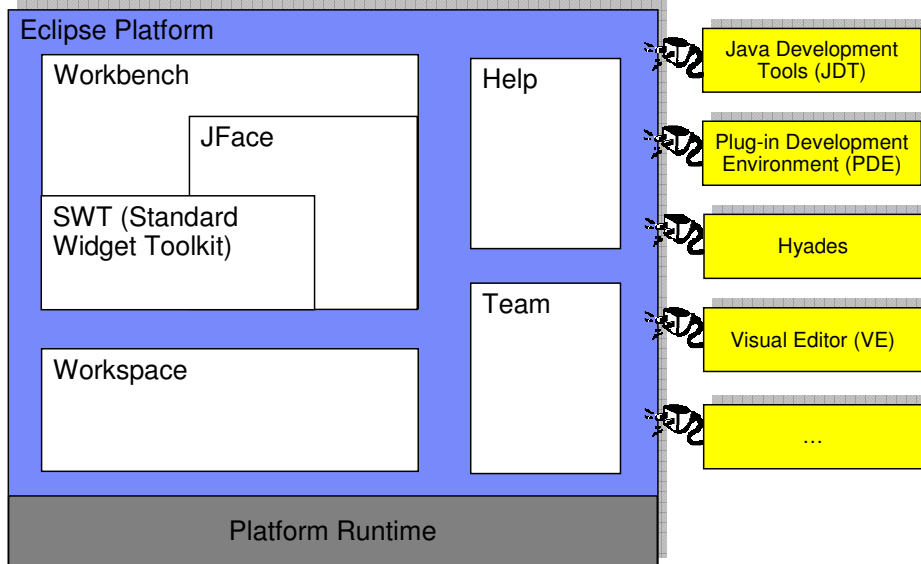 Eclipse Platform
Workbench
JFace
SWT (Standard
Widget Toolkit)
Workspace
Help
Team
Platform Runtime
Java Development
Tools (JDT)
Plug-in Development
Environment (PDE)
Hyades
Visual Editor (VE)
…